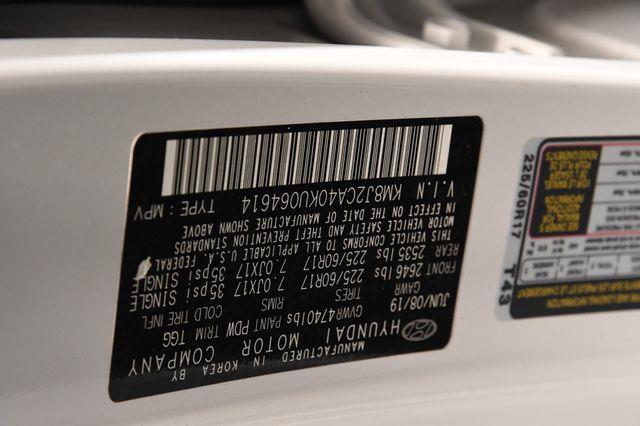 MANUFACTURED IN KOREA BY
HYUNDAI MOTOR COMPANY
JUN/08/19 GVWR 4740lbs PAINT PDW TRIM TGG
GAWR TIRES RIMS COLD TIRE INFL
FRONT 2646 lbs 225/60R17 7.0JX17 35psi SINGLE
REAR 2535 lbs 225/60R17 7.0JX17 35psi SINGLE
THIS VEHICLE CONFORMS TO ALL APPLICABLE U.S.A. FEDERAL
MOTOR VEHICLE SAFETY AND THEFT PREVENTION STANDARDS
IN EFFECT ON THE DATE OF MANUFACTURE SHOWN ABOVE
V.I.N KM8J2CA40KU064614 TYPE : MPV
225/60R17 T43